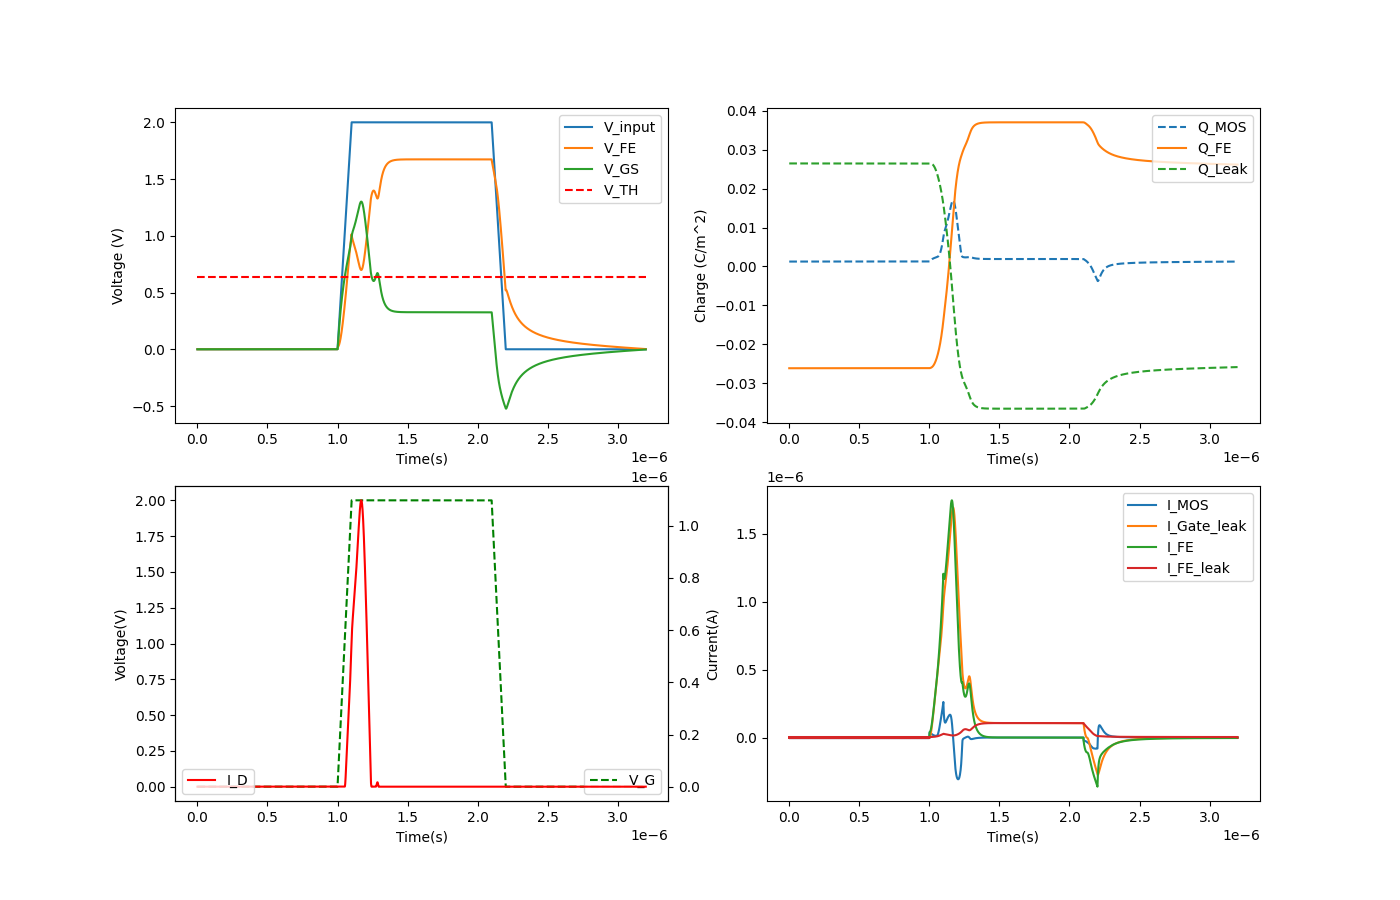 Voltage (V)
2.0
1.5
1.0
0.5
0.0
−0.5
V_input
V_FE
V_GS
V_TH
0.0 0.5 1.0 1.5 2.0 2.5 3.0
Time(s)
1e−6
Charge (C/m^2)
0.04
0.03
0.02
0.01
0.00
−0.01
−0.02
−0.03
−0.04
Q_MOS
Q_FE
Q_Leak
0.0 0.5 1.0 1.5 2.0 2.5 3.0
Time(s)
1e−6
Voltage(V)
2.00
1.75
1.50
1.25
1.00
0.75
0.50
0.25
0.00
I_D
V_G
1e−6
1.0
0.8
0.6
0.4
0.2
0.0
Current(A)
0.0 0.5 1.0 1.5 2.0 2.5 3.0
Time(s)
1e−6
1e−6
1.5
1.0
0.5
0.0
I_MOS
I_Gate_leak
I_FE
I_FE_leak
0.0 0.5 1.0 1.5 2.0 2.5 3.0
Time(s)
1e−6